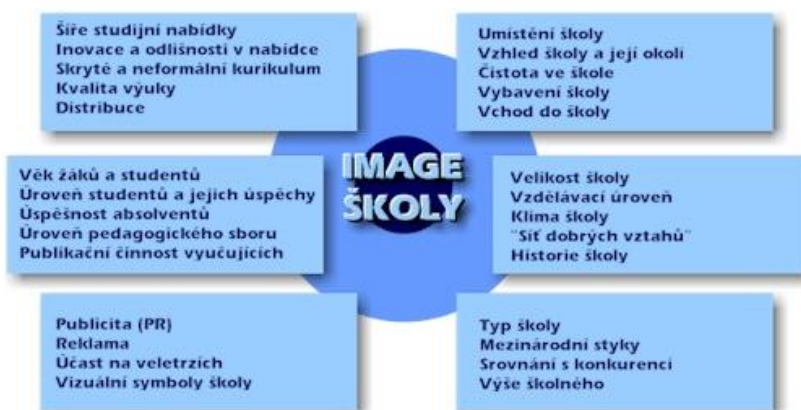 Šíře studijní nabídky
Inovace a odlišnosti v nabídce
Skryté a neformální kurikulum
Kvalita výuky
Distribuce
Umístění školy
Vzhled školy a její okolí
Čistota ve škole
Vybavení školy
Vchod do školy
IMAGE
ŠKOLY
Věk žáků a studentů
Úroveň studentů a jejich úspěchy
Úspěšnost absolventů
Úroveň pedagogického sboru
Publikační činnost vyučujících
Velikost školy
Vzdělávací úroveň
Klima školy
"Síť dobrých vztahů"
Historie školy
Publicita (PR)
Reklama
Účast na veletrzích
Vizuální symboly školy
Typ školy
Mezinárodní styky
Srovnání s konkurencí
Výše školného